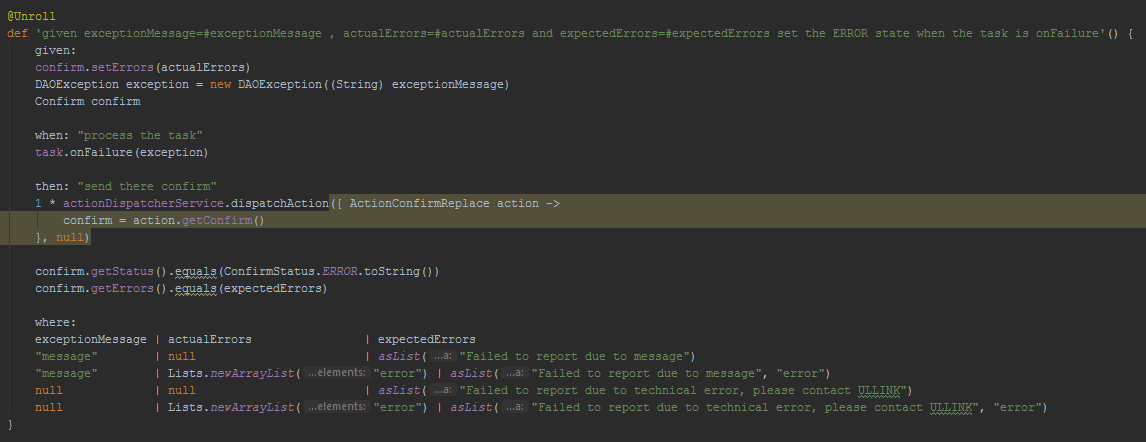 @Unroll
def 'given exceptionMessage=#exceptionMessage , actualErrors=#actualErrors and expectedErrors=#expectedErrors set the ERROR state when the task is onFailure'() {
given:
confirm.setErrors(actualErrors)
DAOException exception = new DAOException((String) exceptionMessage)
Confirm confirm
when: "process the task"
task.onFailure(exception)
then: "send there confirm"
1 * actionDispatcherService.dispatchAction({ ActionConfirmReplace action ->
confirm = action.getConfirm()
}, null)
confirm.getStatus().equals(ConfirmStatus.ERROR.toString())
confirm.getErrors().equals(expectedErrors)
where:
exceptionMessage | actualErrors | expectedErrors
"message" | null | asList( ...a: "Failed to report due to message")
"message" | Lists.newArrayList( ...elements: "error") | asList( ...a: "Failed to report due to message", "error")
null | null | asList( ...a: "Failed to report due to technical error, please contact ULLINK")
null | Lists.newArrayList( ...elements: "error") | asList( ...a: "Failed to report due to technical error, please contact ULLINK", "error")
}